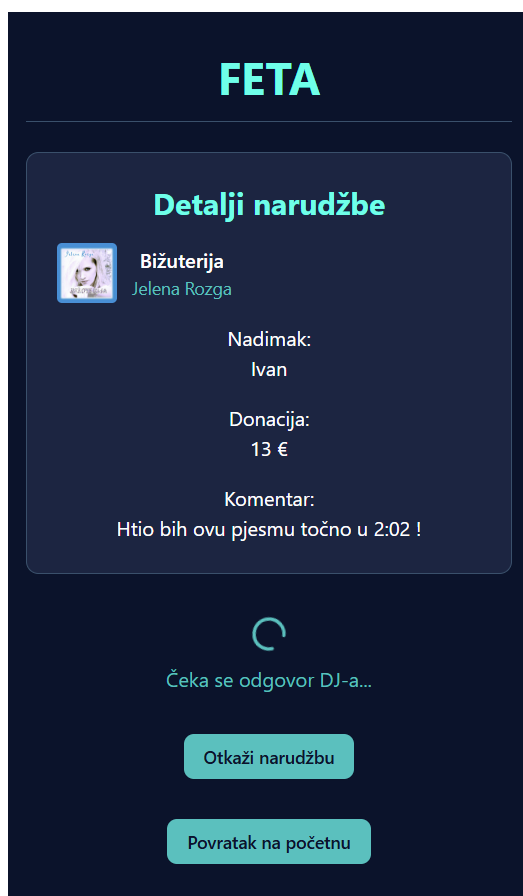 FETA
Detalji narudžbe
Bižuterija
Jelena Rozga
Nadimak:
Ivan
Donacija:
13 €
Komentar:
Htio bih ovu pjesmu točno u 2:02 !
Čeka se odgovor DJ-a...
Otkaži narudžbu
Povratak na početnu